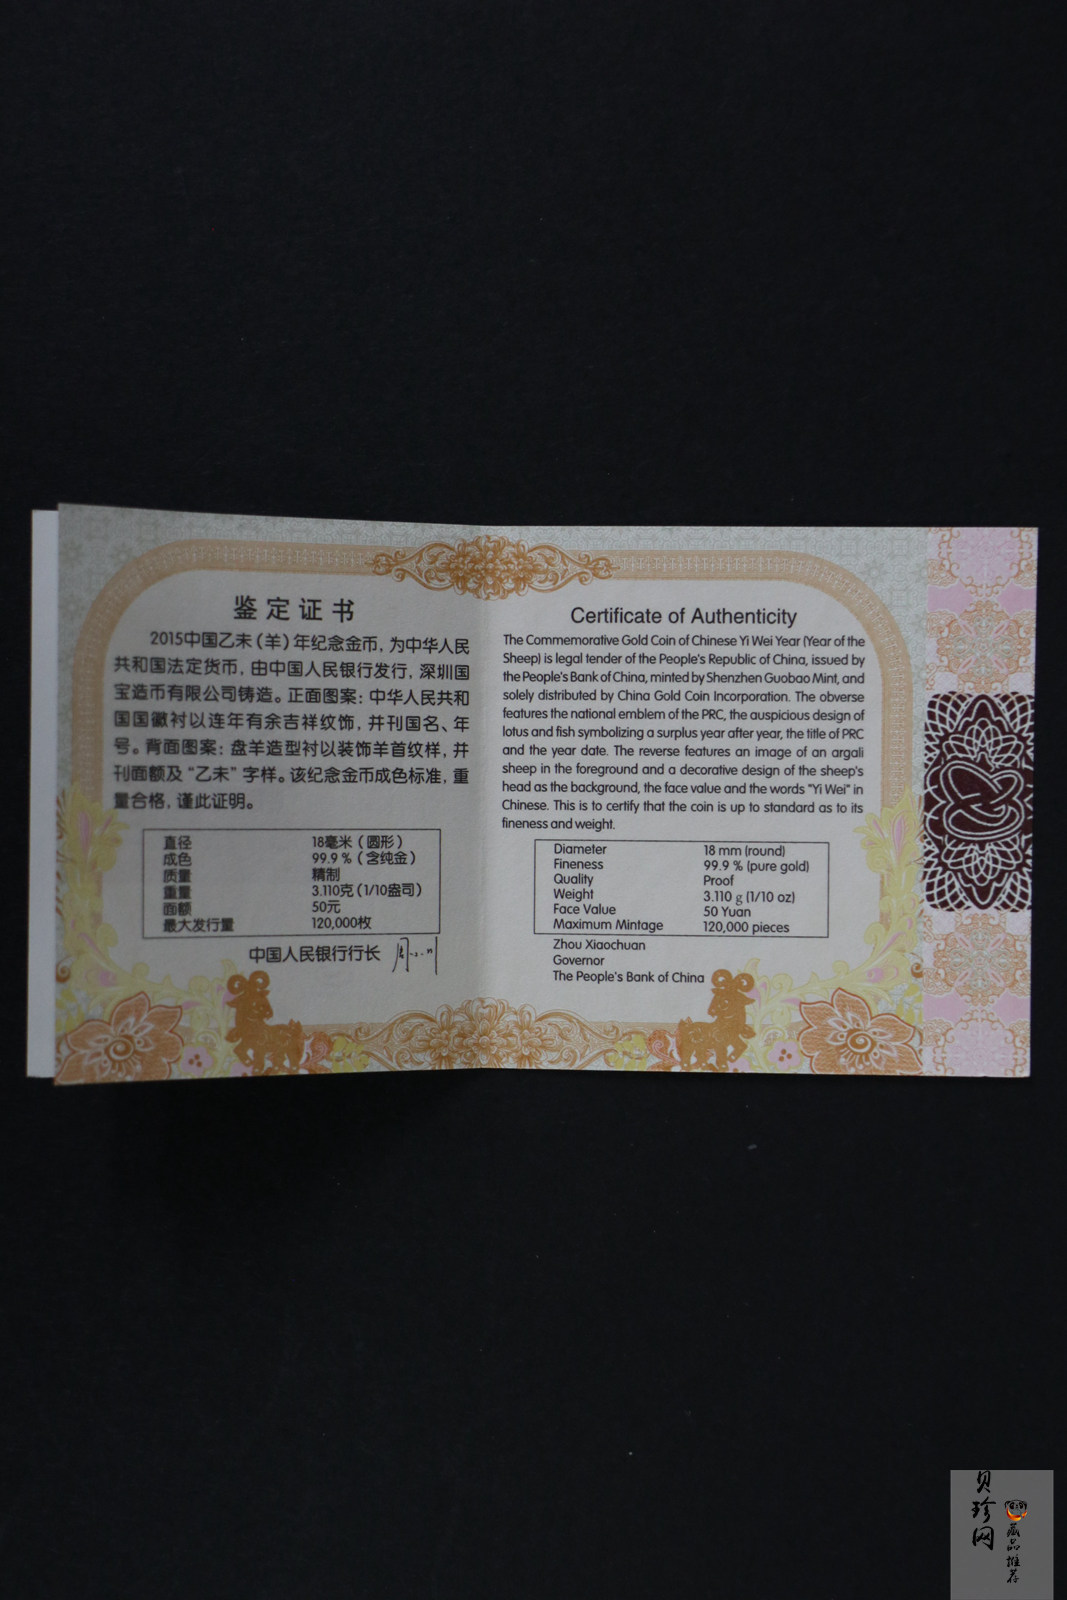 鉴定证书
2015中国乙未（羊）年纪念金币，为中华人民
共和国法定货币，由中国人民银行发行，深圳国
宝造币有限公司铸造。正面图案：中华人民共和
国国徽衬以连年有余吉祥纹饰，并刊国名、年
号。背面图案：盘羊造型衬以装饰羊首纹样，并
刊面额及“乙未”字样。该纪念金币成色标准，重
量合格，谨此证明。
直径 18毫米（圆形）
成色 99.9%（含纯金）
质量 精制
重量 3.110克（1/10盎司）
面额 50元
最大发行量 120,000枚
中国人民银行行长
Certificate of Authenticity
The Commemorative Gold Coin of Chinese Yi Wei Year (Year of the
Sheep) is legal tender of the People's Republic of China, issued by
the People's Bank of China, minted by Shenzhen Guobao Mint, and
solely distributed by China Gold Coin Incorporation. The obverse
features the national emblem of the PRC, the auspicious design of
lotus and fish symbolizing a surplus year after year, the title of PRC
and the year date. The reverse features an image of an argali
sheep in the foreground and a decorative design of the sheep's
head as the background, the face value and the words "Yi Wei" in
Chinese. This is to certify that the coin is up to standard as to its
fineness and weight.
Diameter 18 mm (round)
Fineness 99.9 % (pure gold)
Quality Proof
Weight 3.110 g (1/10 oz)
Face Value 50 Yuan
Maximum Mintage 120,000 pieces
Zhou Xiaochuan
Governor
The People's Bank of China
贝珍网
藏品推荐